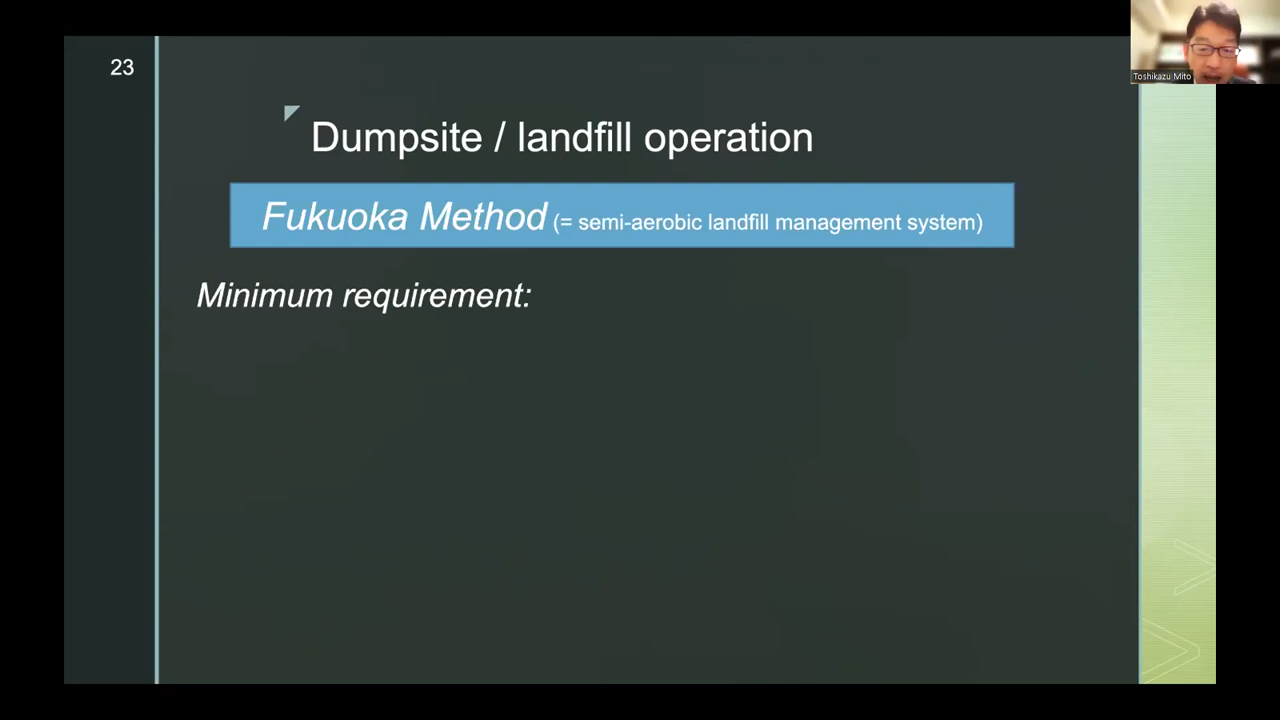 23
Toshikazu Mito
Dumpsite / landfill operation
Fukuoka Method (= semi-aerobic landfill management system)
Minimum requirement: